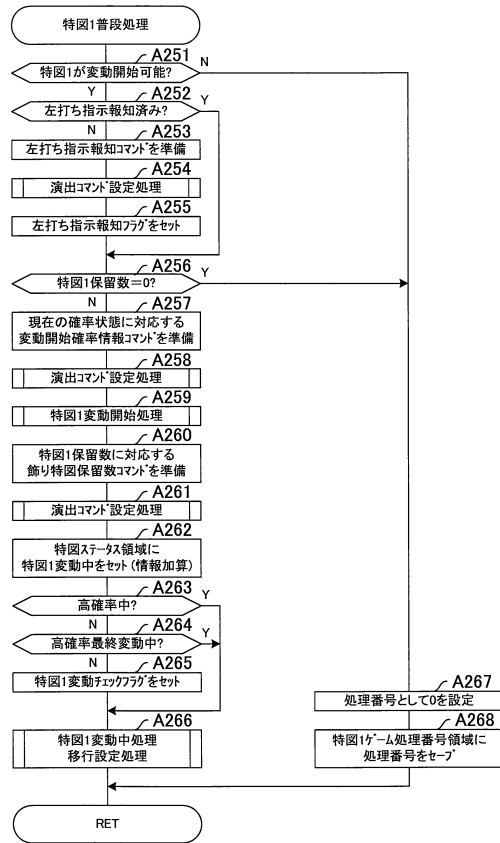 特図1普段処理
A251
特図1が変動開始可能?
N
Y
A252
左打ち指示報知済み?
Y
N
A253
左打ち指示報知コマンドを準備
A254
演出コマンド設定処理
A255
左打ち指示報知フラグをセット
A256
特図1保留数=0?
Y
N
A257
現在の確率状態に対応する
変動開始確率情報コマンドを準備
A258
演出コマンド設定処理
A259
特図1変動開始処理
A260
特図1保留数に対応する
飾り特図保留数コマンドを準備
A261
演出コマンド設定処理
A262
特図ステータス領域に
特図1変動中をセット(情報加算)
A263
高確率中?
Y
N
A264
高確率最終変動中?
Y
N
A265
特図1変動チェックフラグをセット
A266
特図1変動中処理
移行設定処理
A267
処理番号として0を設定
A268
特図1ゲーム処理番号領域に
処理番号をセーブ
RET